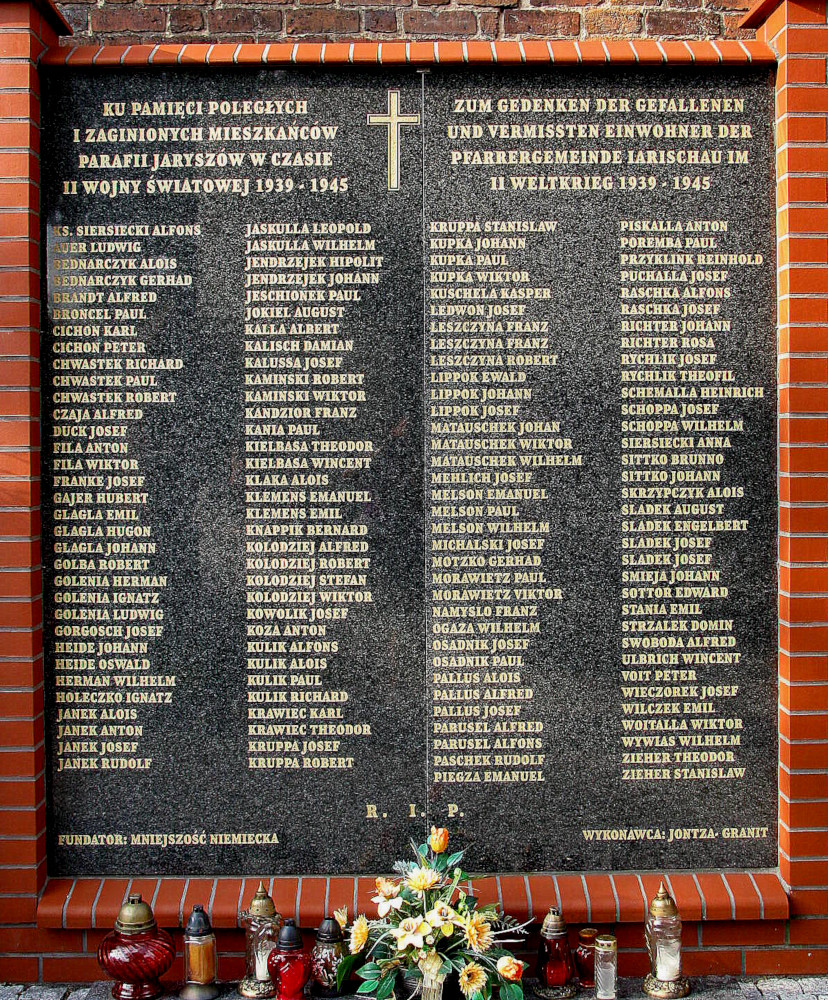 KU PAMIĘCI POLEGŁYCH
I ZAGINIONYCH MIESZKAŃCÓW
PARAFII JARYSZÓW W CZASIE
II WOJNY ŚWIATOWEJ 1939 - 1945
ZUM GEDENKEN DER GEFALLENEN
UND VERMISSTEN EINWOHNER DER
PFARRERGEMEINDE IARISCHAU IM
II WELTKRIEG 1939 - 1945
KS. SIERSIECKI ALFONS
AUER LUDWIG
BEDNARCZYK ALOIS
BEDNARCZYK GERHAD
BRANDT ALFRED
BRONCEL PAUL
CICHON KARL
CICHON PETER
CHWASTEK RICHARD
CHWASTEK PAUL
CHWASTEK ROBERT
CZAJA ALFRED
DUCK JOSEF
FILA ANTON
FILA WIKTOR
FRANKE JOSEF
GAJER HUBERT
GLAGLA EMIL
GLAGLA HUGON
GLAGLA JOHANN
GOLBA ROBERT
GOLENIA HERMAN
GOLENIA IGNATZ
GOLENIA LUDWIG
GORGOSCH JOSEF
HEIDE JOHANN
HEIDE OSWALD
HERMAN WILHELM
HOLECZKO IGNATZ
JANEK ALOIS
JANEK ANTON
JANEK JOSEF
JANEK RUDOLF
JASKULLA LEOPOLD
JASKULLA WILHELM
JENDRZEJEK HIPOLIT
JENDRZEJEK JOHANN
JESCHIONEK PAUL
JOKIEL AUGUST
KALLA ALBERT
KALISCH DAMIAN
KALUSSA JOSEF
KAMINSKI ROBERT
KAMINSKI WIKTOR
KANDZIOR FRANZ
KANIA PAUL
KIELBASA THEODOR
KIELBASA WINCENT
KLAKA ALOIS
KLEMENS EMANUEL
KLEMENS EMIL
KNAPPIK BERNARD
KOLODZIEJ ALFRED
KOLODZIEJ ROBERT
KOLODZIEJ STEFAN
KOLODZIEJ WIKTOR
KOWOLIK JOSEF
KOZA ANTON
KULIK ALFONS
KULIK ALOIS
KULIK PAUL
KULIK RICHARD
KRAWIEC KARL
KRAWIEC THEODOR
KRUPPA JOSEF
KRUPPA ROBERT
KRUPPA STANISLAW
KUPKA JOHANN
KUPKA PAUL
KUPKA WIKTOR
KUSCHELA KASPER
LEDWON JOSEF
LESZCZYNA FRANZ
LESZCZYNA FRANZ
LESZCZYNA ROBERT
LIPPOK EWALD
LIPPOK JOHANN
LIPPOK JOSEF
MATAUSCHEK JOHAN
MATAUSCHEK WIKTOR
MATAUSCHEK WILHELM
MEHLICH JOSEF
MELSON EMANUEL
MELSON PAUL
MELSON WILHELM
MICHALSKI JOSEF
MOTZKO GERHAD
MORAWIETZ PAUL
MORAWIETZ VIKTOR
NAMYSLO FRANZ
OGAZA WILHELM
OSADNIK JOSEF
OSADNIK PAUL
PALLUS ALOIS
PALLUS ALFRED
PALLUS JOSEF
PARUSEL ALFRED
PARUSEL ALFONS
PASCHEK RUDOLF
PIEGZA EMANUEL
PISKALLA ANTON
POREMBA PAUL
PRZYKLINK REINHOLD
PUCHALLA JOSEF
RASCHKA ALFONS
RASCHKA JOSEF
RICHTER JOHANN
RICHTER ROSA
RYCHLIK JOSEF
RYCHLIK THEOFIL
SCHEMALLA HEINRICH
SCHOPPA JOSEF
SCHOPPA WILHELM
SIERSIECKI ANNA
SITTKO BRUNNO
SITTKO JOHANN
SKRZYPCZYK ALOIS
SLADEK AUGUST
SLADEK ENGELBERT
SLADEK JOSEF
SLADEK JOSEF
SMIEJA JOHANN
SOTTOR EDWARD
STANIA EMIL
STRZALEK DOMIN
SWOBODA ALFRED
ULBRICH WINCENT
VOIT PETER
WIECZOREK JOSEF
WILCZEK EMIL
WOITALLA WIKTOR
WYWIAS WILHELM
ZIEHER THEODOR
ZIEHER STANISLAW
R. I. P.
FUNDATOR: MNIEJSZOŚĆ NIEMIECKA
WYKONAWCA: JONTZA- GRANIT